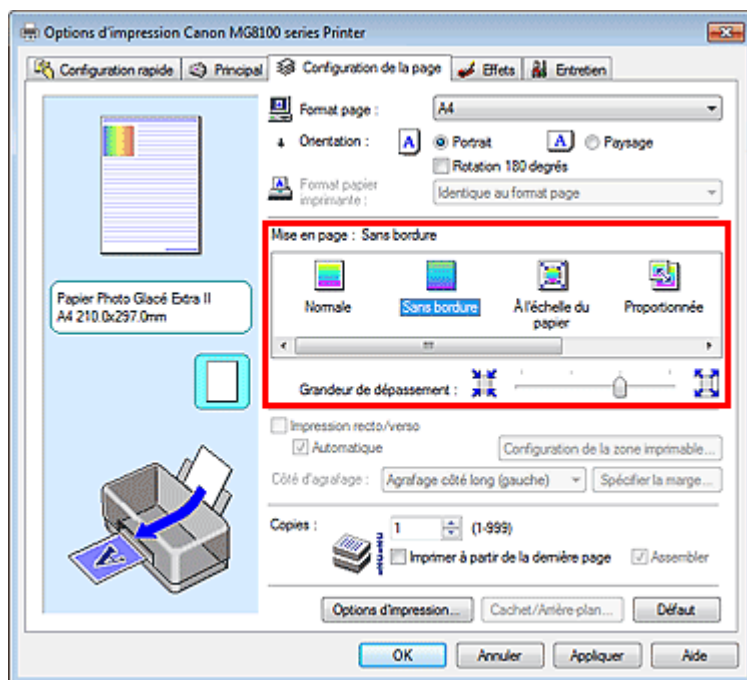 Options d'impression Canon MG8100 series Printer
Configuration rapide Principal Configuration de la page Effets Entretien
Format page : A4
Orientation : A Portrait A Paysage
Rotation 180 degrés
Format papier imprimante : Identique au format page
Mise en page : Sans bordure
Normale Sans bordure À l'échelle du papier Proportionnée
Grandeur de dépassement :
Papier Photo Glacé Extra II
A4 210.0x297.0mm
Impression recto/verso
Automatique Configuration de la zone imprimable...
Côté d'agrafage : Agrafage côté long (gauche) Spécifier la marge...
Copies : 1 (1-999)
Imprimer à partir de la dernière page Assembler
Options d'impression... Cachet/Arrière-plan... Défaut
OK Annuler Appliquer Aide